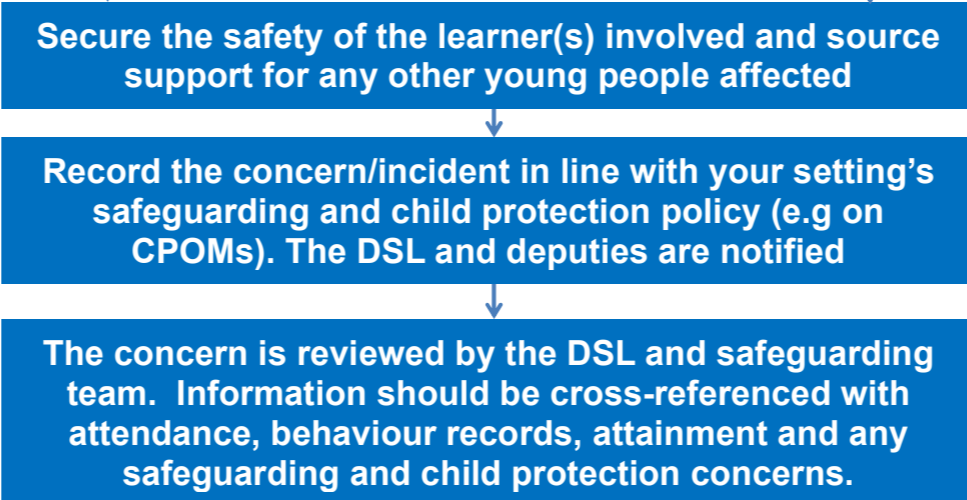 Secure the safety of the learner(s) involved and source
support for any other young people affected
Record the concern/incident in line with your setting’s
safeguarding and child protection policy (e.g on
CPOMs). The DSL and deputies are notified
The concern is reviewed by the DSL and safeguarding
team.  Information should be cross-referenced with
attendance, behaviour records, attainment and any
safeguarding and child protection concerns.